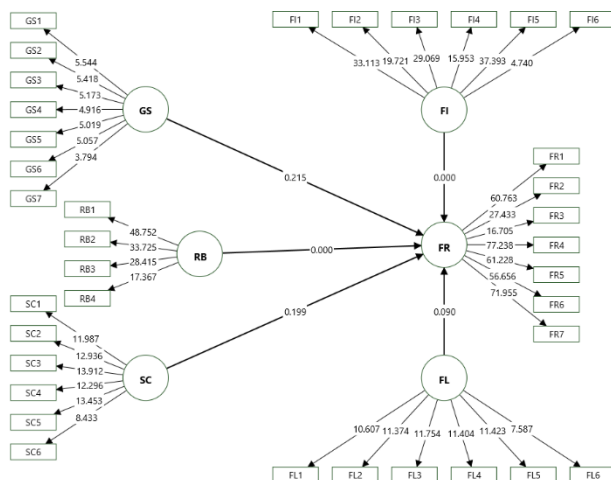 GS1
GS2
GS3
GS4
GS5
GS6
GS7
5.544
5.418
5.173
4.916
5.019
5.057
3.794
GS
0.215
FI1
FI2
FI3
FI4
FI5
FI6
33.113
19.721
29.069
15.953
37.393
4.740
FI
0.000
RB1
RB2
RB3
RB4
48.752
33.725
28.415
17.367
RB
0.000
FR
60.763
27.433
16.705
77.238
61.228
56.656
71.955
FR1
FR2
FR3
FR4
FR5
FR6
FR7
SC1
SC2
SC3
SC4
SC5
SC6
11.987
12.936
13.912
12.296
13.453
8.433
SC
0.199
0.090
FL
10.607
11.374
11.754
11.404
11.423
7.587
FL1
FL2
FL3
FL4
FL5
FL6